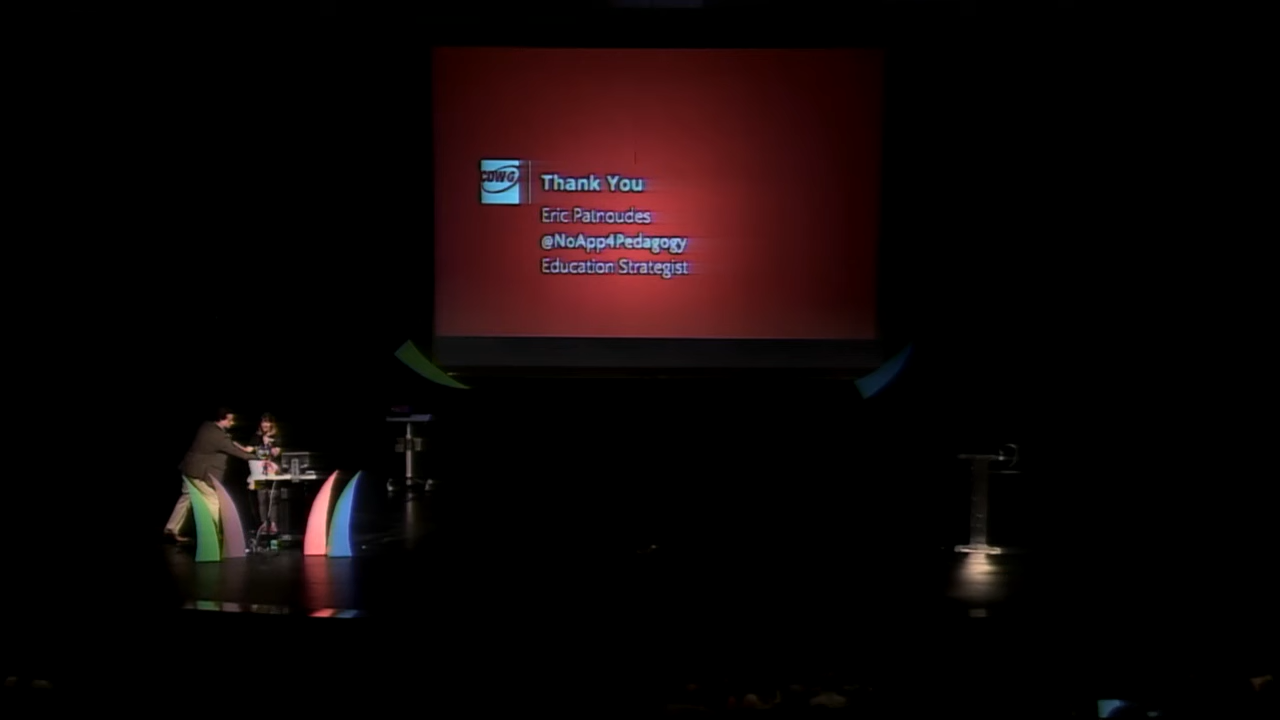 CDWG
Thank You
Eric Patnoudes
@NoApp4Pedagogy
Education Strategist